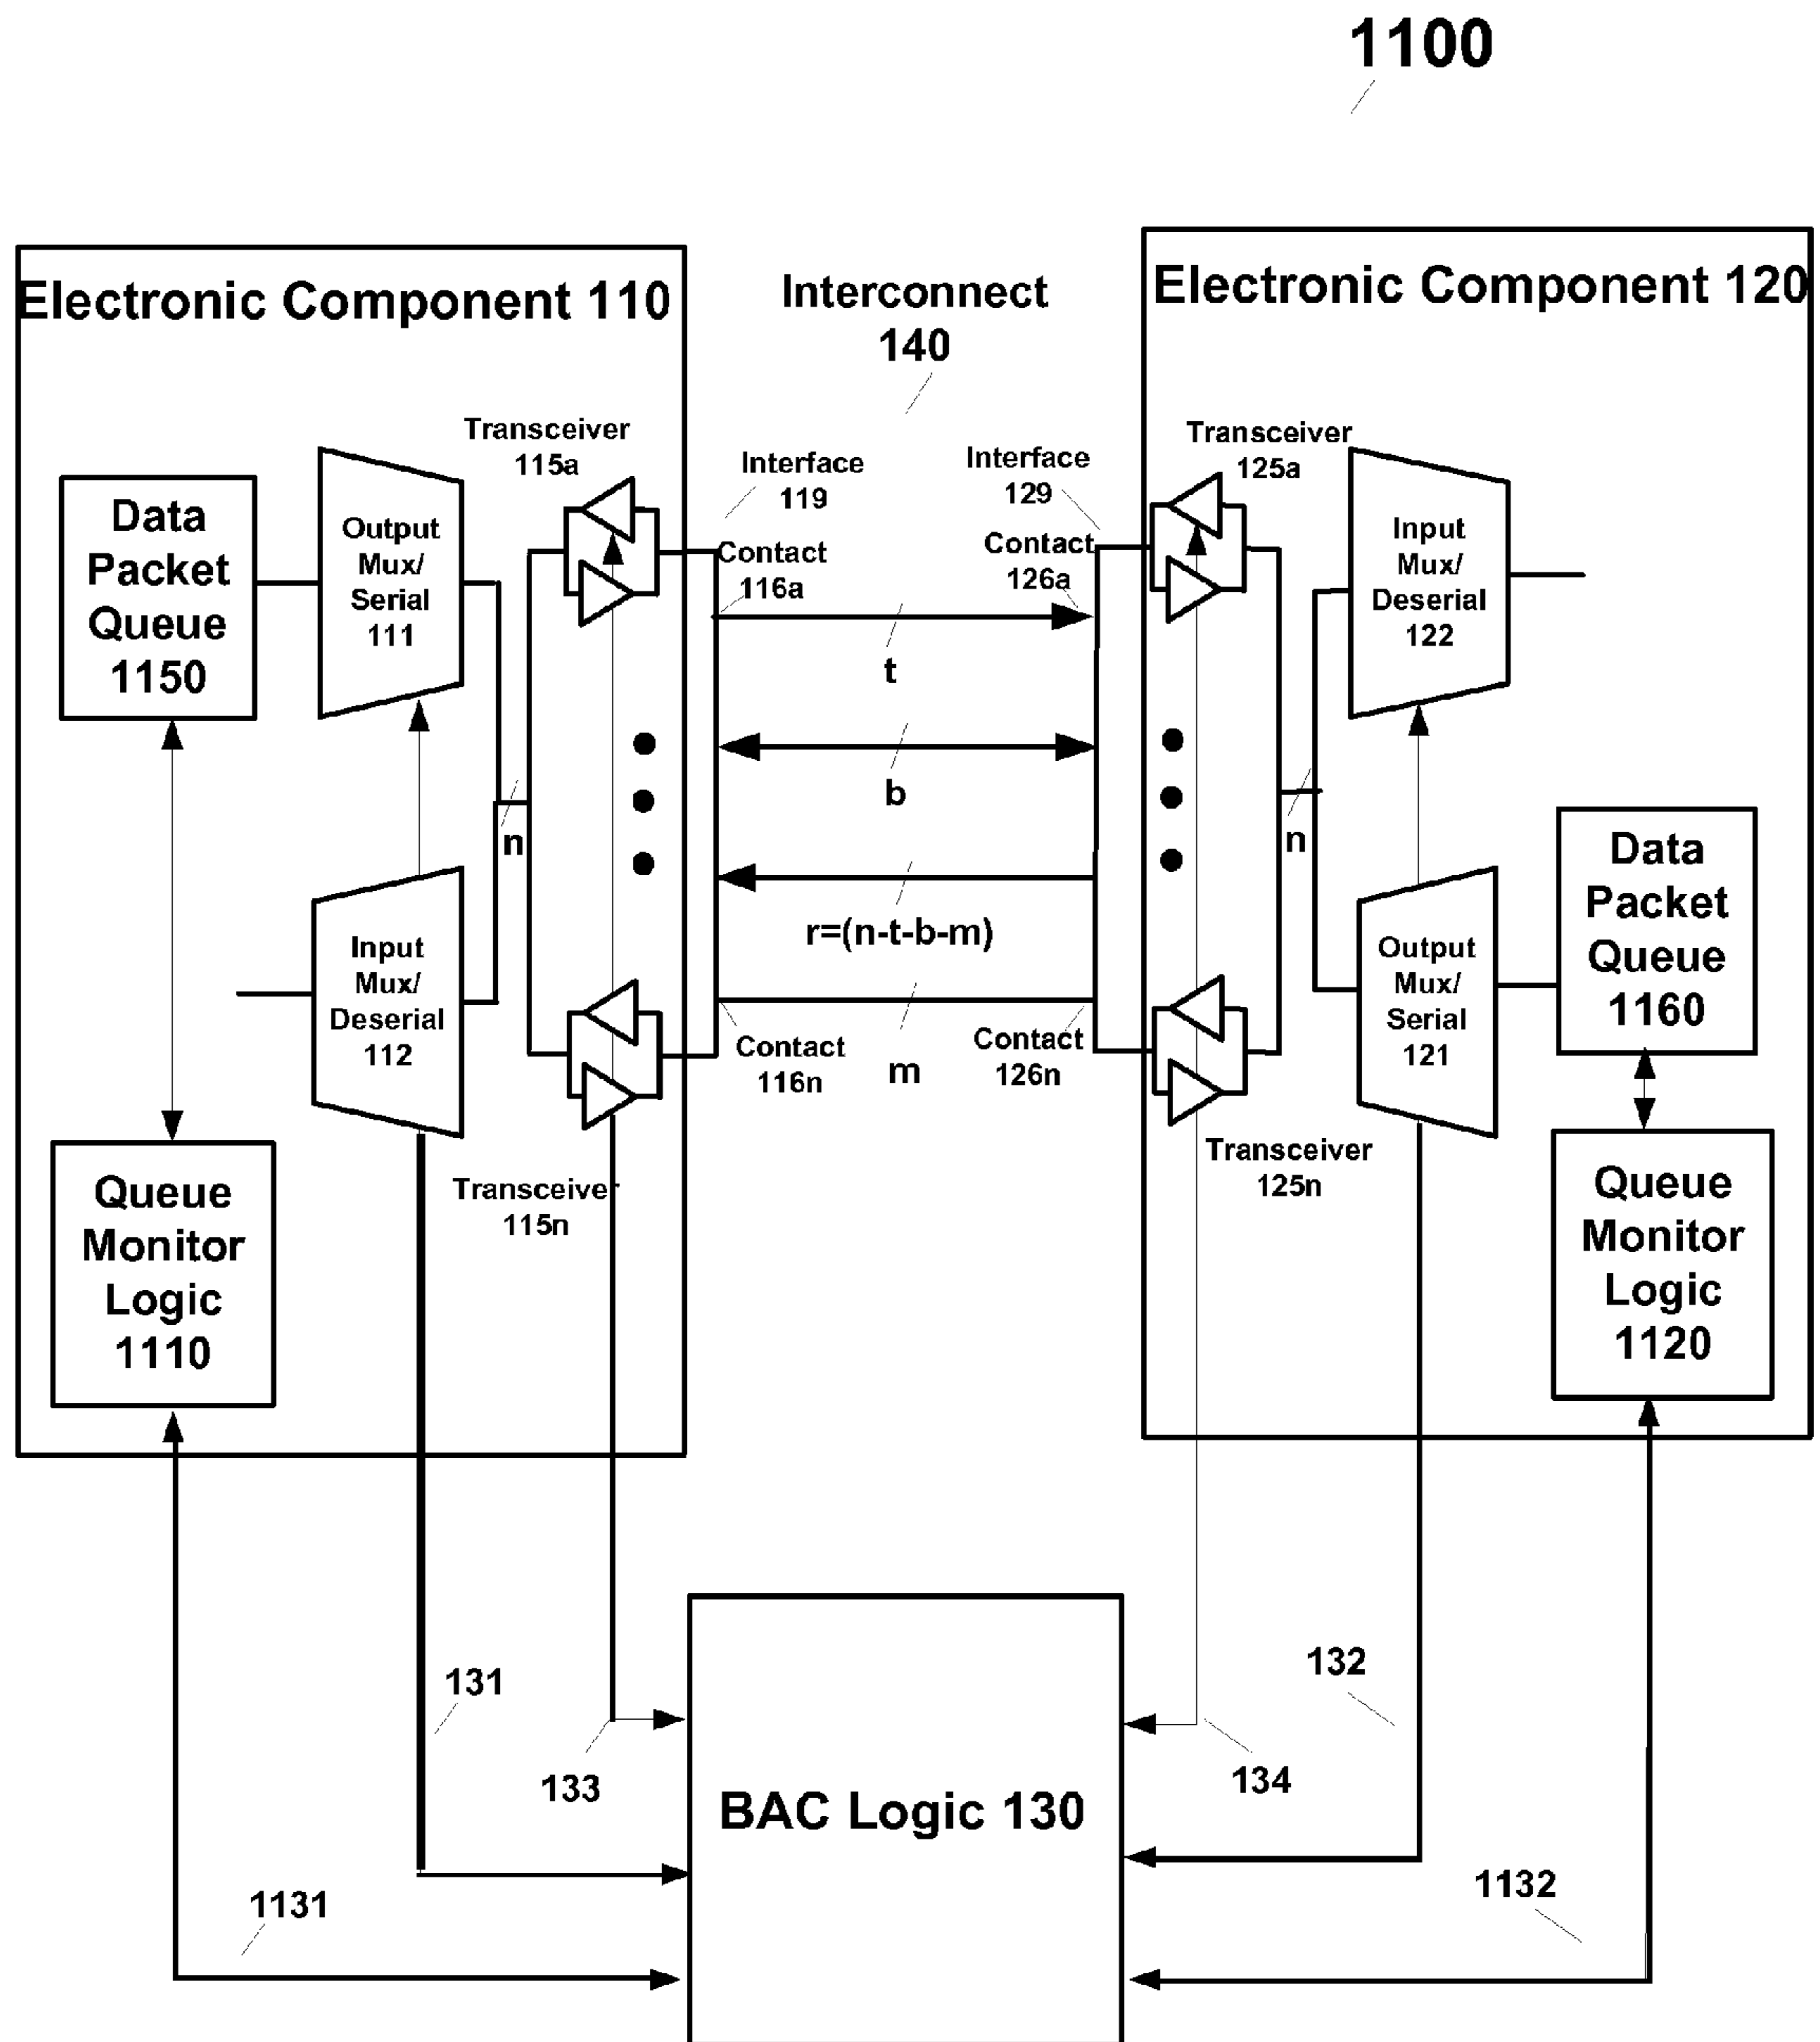 1100
Electronic Component 110
Interconnect
140
Electronic Component 120
Transceiver
115a
Interface
119
Interface
129
Transceiver
125a
Data
Packet
Queue
1150
Output
Mux/
Serial
111
Contact
116a
Contact
126a
Input
Mux/
Deserial
122
t
b
n
n
r=(n-t-b-m)
Input
Mux/
Deserial
112
Data
Packet
Queue
1160
Output
Mux/
Serial
121
Contact
116n
m
Contact
126n
Queue
Monitor
Logic
1110
Transceiver
115n
Transceiver
125n
Queue
Monitor
Logic
1120
131
132
133
134
BAC Logic 130
1131
1132